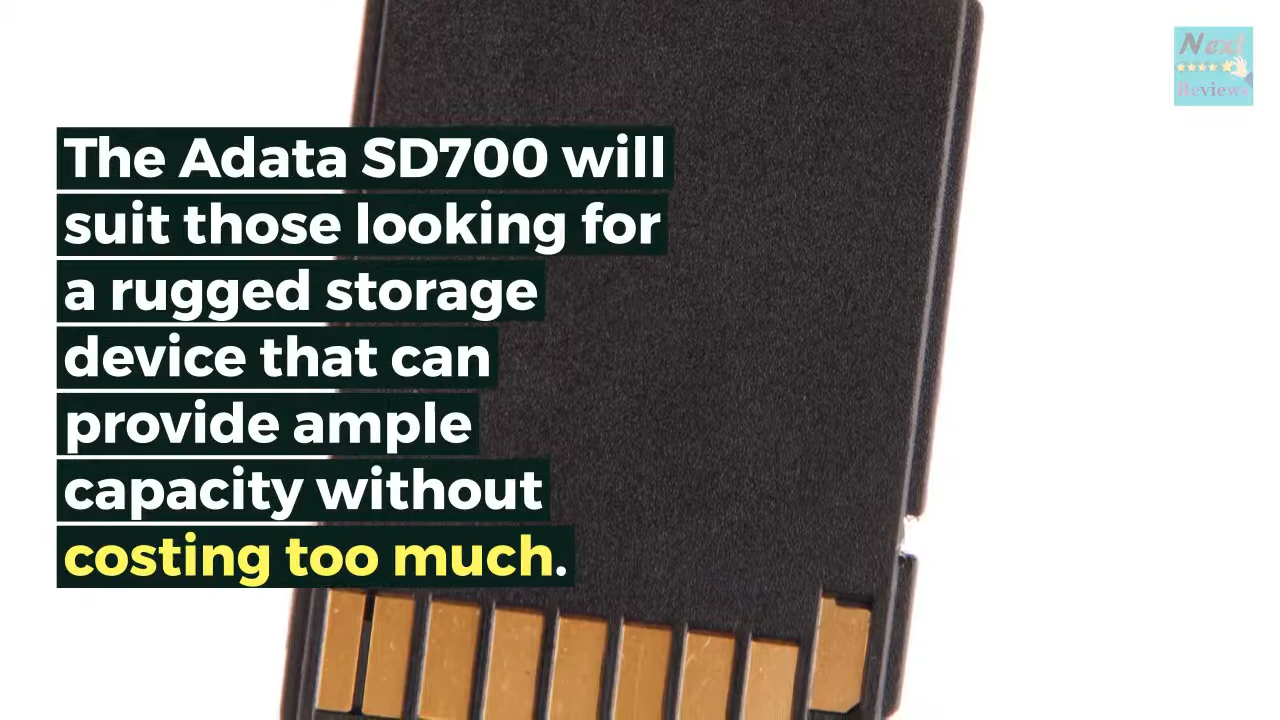 The Adata SD700 will
suit those looking for
a rugged storage
device that can
provide ample
capacity without
costing too much.
Next
Reviews